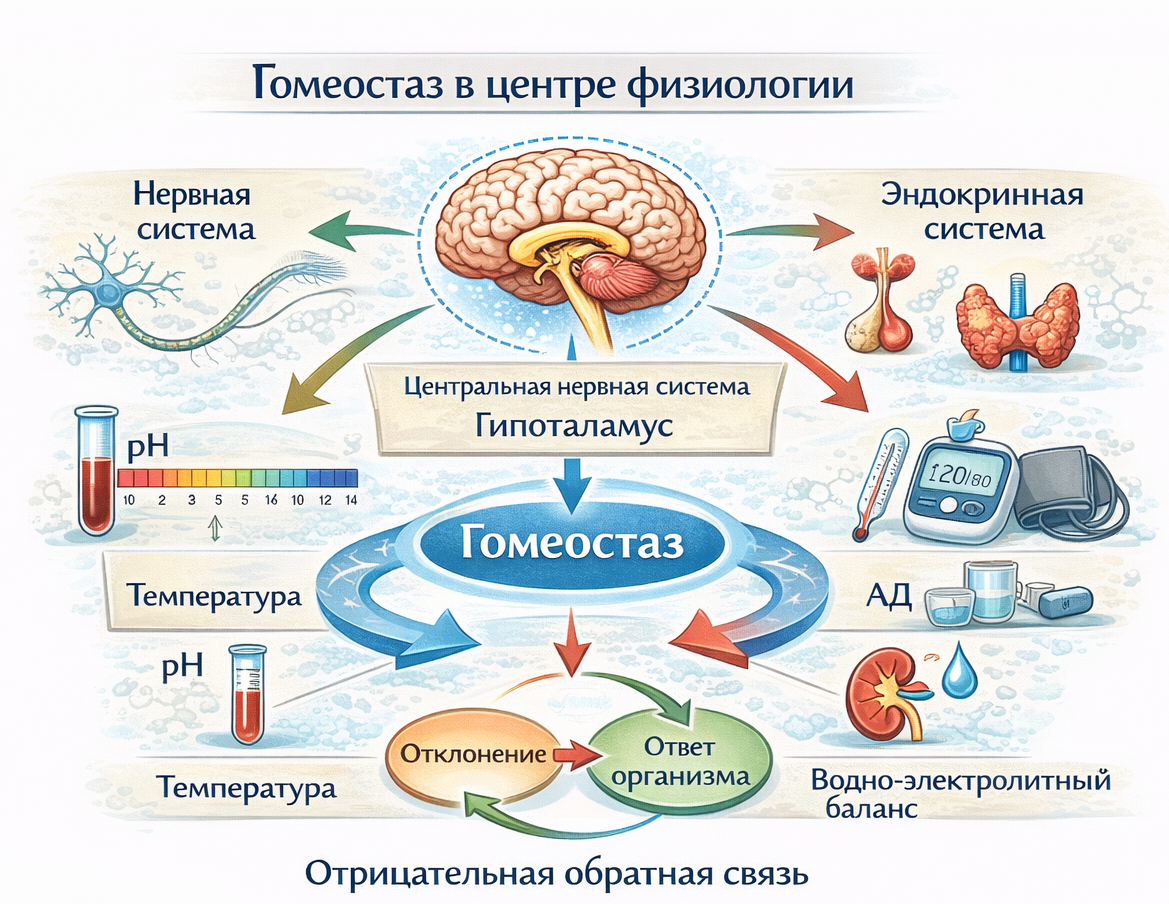 Гомеостаз в центре физиологии
Нервная
система
Эндокринная
система
Центральная нервная система
Гипоталамус
pH
10 2 3 5 5 16 10 12 14
120/80
Гомеостаз
Температура
АД
pH
Отклонение
Ответ
организма
Температура
Водно-электролитный
баланс
Отрицательная обратная связь